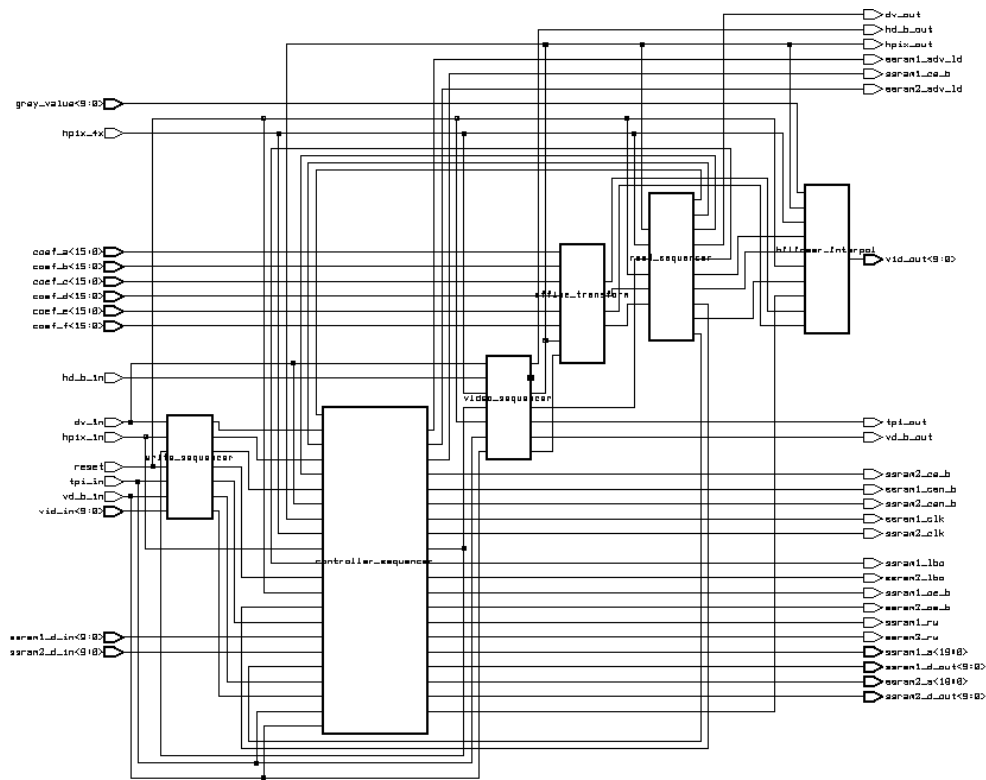 dv_out
hd_b_out
hpix_out
ssram1_adv_ld
ssram1_ce_b
ssram2_adv_ld
grey_value<9:0>
hpix_4x
coef_a<15:0>
coef_b<15:0>
coef_c<15:0>
coef_d<15:0>
coef_e<15:0>
coef_f<15:0>
read_sequencer
bilinear_interpol
vid_out<9:0>
affine_transform
hd_b_in
video_sequencer
dv_in
hpix_in
write_sequencer
reset
tpi_in
vd_b_in
vid_in<9:0>
tpi_out
vd_b_out
ssram2_ce_b
ssram1_cen_b
ssram2_cen_b
ssram1_clk
ssram2_clk
controller_sequencer
ssram1_lbo
ssram2_lbo
ssram1_oe_b
ssram2_oe_b
ssram1_rw
ssram2_rw
ssram1_d_in<9:0>
ssram2_d_in<9:0>
ssram1_a<18:0>
ssram1_d_out<9:0>
ssram2_a<18:0>
ssram2_d_out<9:0>